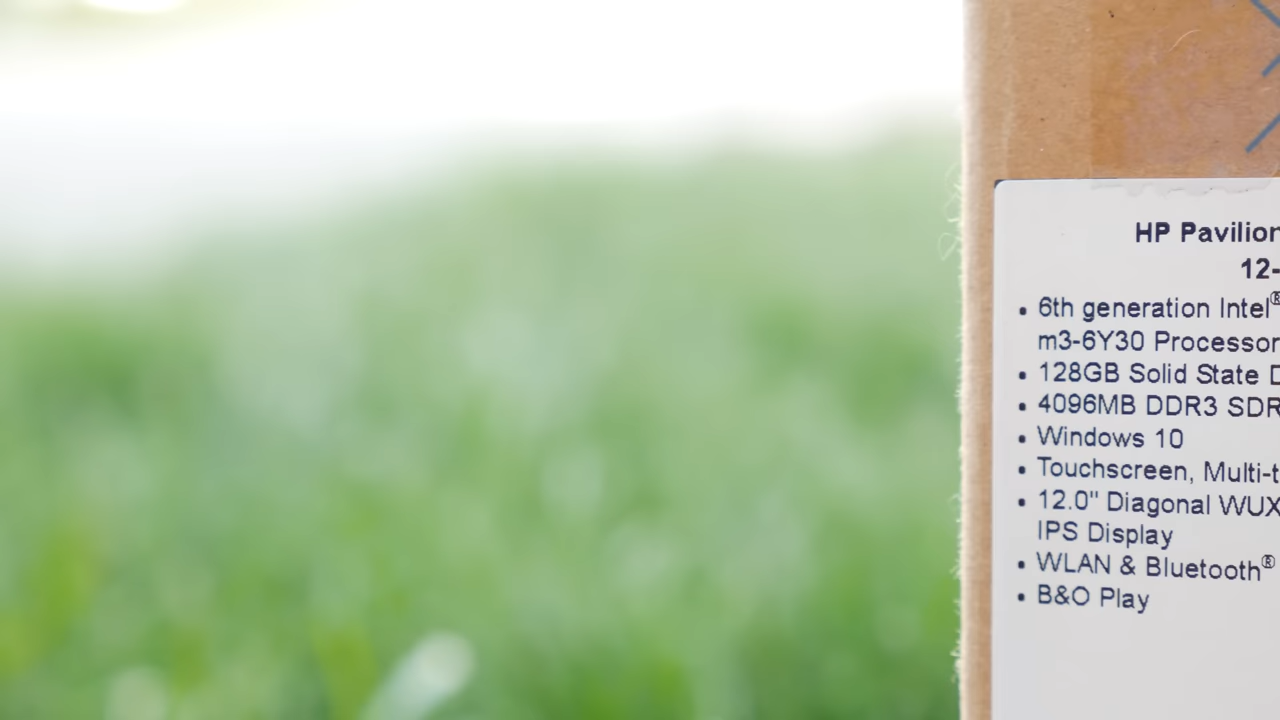 HP Pavilion
12-
• 6th generation Intel®
m3-6Y30 Processor
• 128GB Solid State D
• 4096MB DDR3 SDR
• Windows 10
• Touchscreen, Multi-t
• 12.0" Diagonal WUX
IPS Display
• WLAN & Bluetooth®
• B&O Play